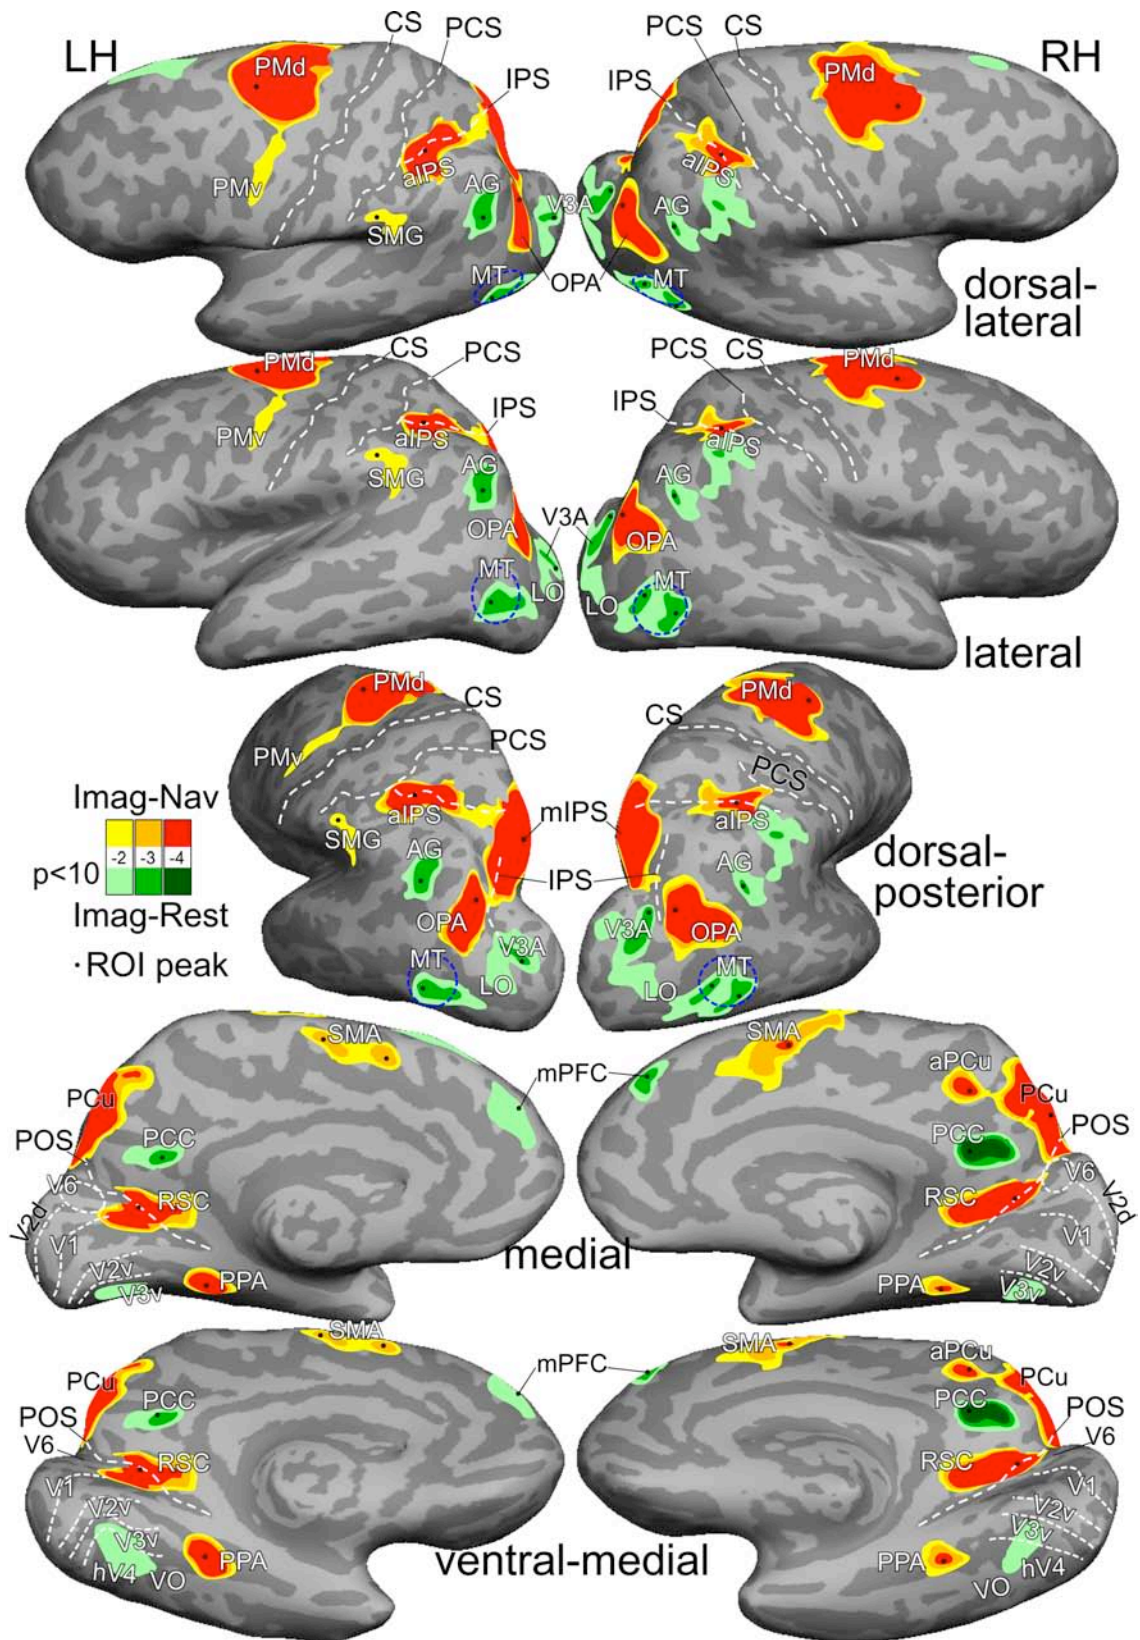 LH
CS
PCS
PCS
CS
RH
PMd
IPS
IPS
PMd
aIPS
aIPS
PMv
AG
V3A
AG
SMG
MT
OPA
MT
dorsal-
lateral
PMd
CS
PCS
PCS
CS
PMd
PMv
IPS
IPS
aIPS
aIPS
SMG
AG
AG
OPA
V3A
OPA
MT
LO
LO
MT
lateral
PMd
CS
PMd
CS
PMv
PCS
PCS
Imag-Nav
aIPS
mIPS
aIPS
SMG
-2 -3 -4
AG
AG
dorsal-
posterior
p<10
IPS
Imag-Rest
OPA
V3A
V3A
OPA
·ROI peak
MT
LO
LO
MT
SMA
SMA
mPFC
aPCu
PCu
PCu
POS
PCC
PCC
POS
V6
V6
RSC
RSC
V2d
V2d
V1
V1
medial
V2v
V2v
V3v
PPA
PPA
V3v
SMA
SMA
PCu
mPFC
aPCu
PCu
POS
PCC
PCC
POS
V6
V6
RSC
RSC
V1
V1
V2v
V2v
V3v
V3v
hV4
VO
PPA
ventral-medial
PPA
VO
hV4